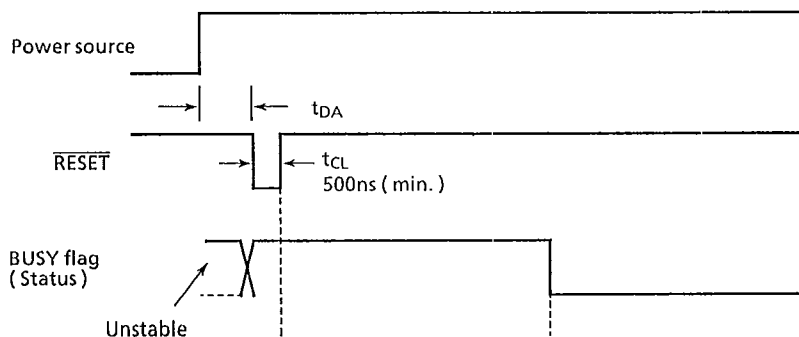 Power source
tDA
RESET
tCL
500ns ( min. )
BUSY flag
( Status )
Unstable